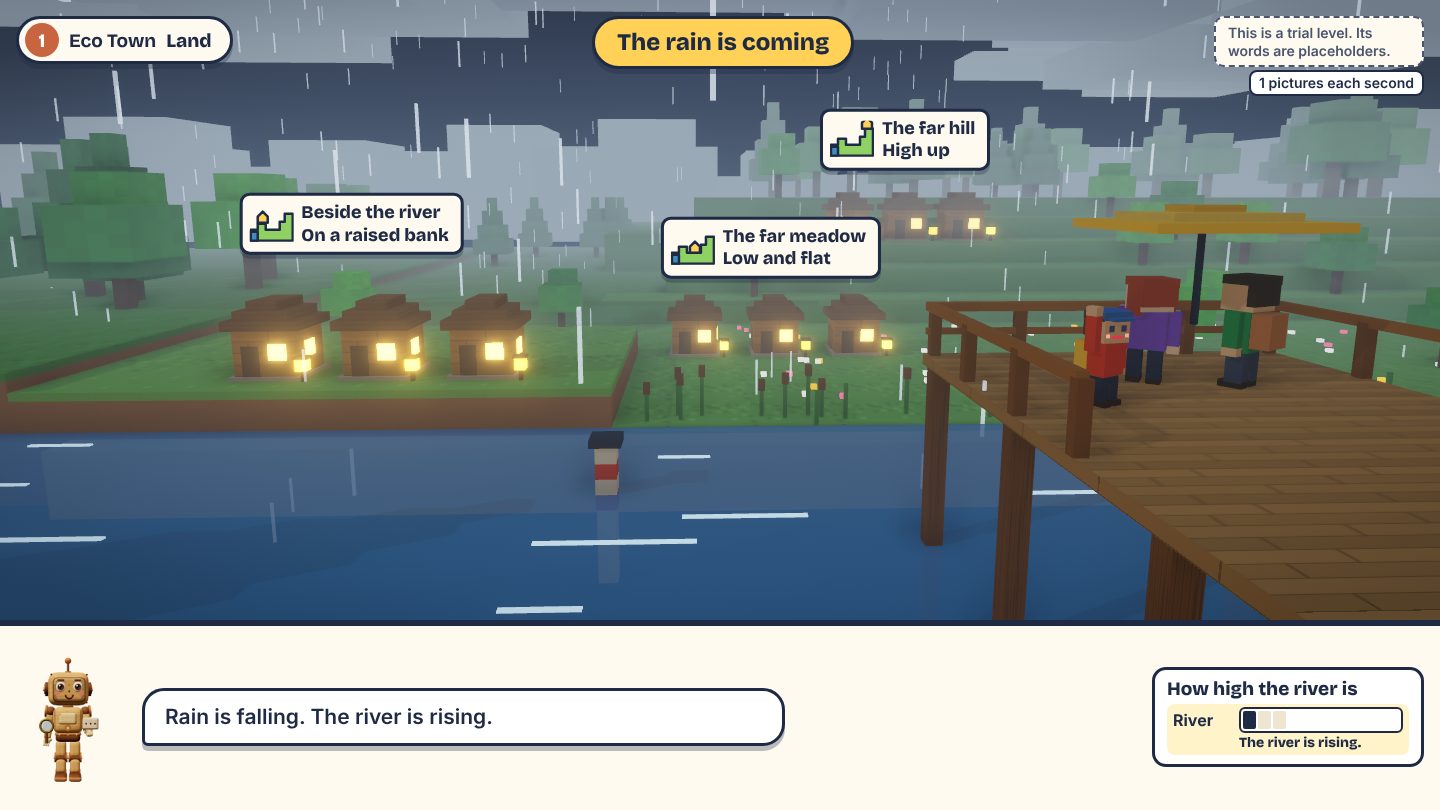 1 Eco Town Land
The rain is coming
This is a trial level. Its
words are placeholders.
1 pictures each second
The far hill
High up
Beside the river
On a raised bank
The far meadow
Low and flat
Rain is falling. The river is rising.
How high the river is
River
The river is rising.